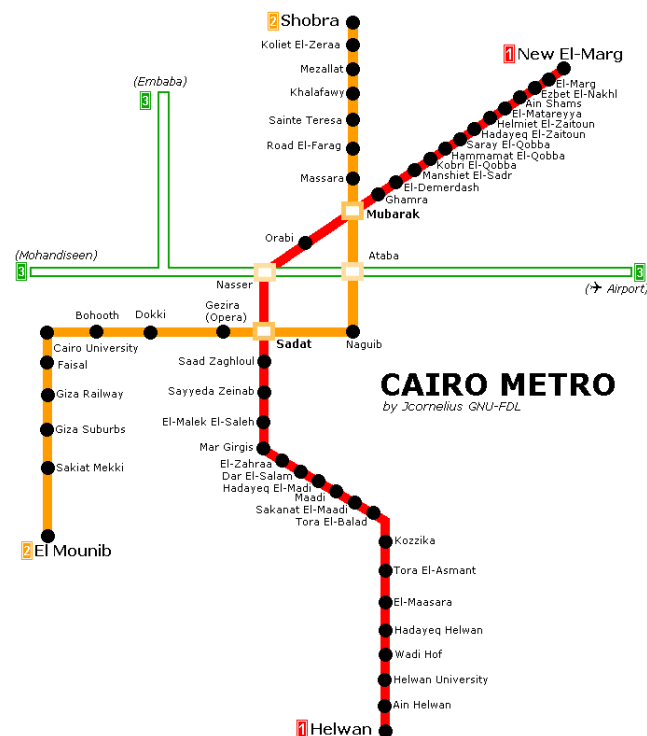 2 Shobra
Koliet El-Zeraa
Mezallat
Khalafawy
Sainte Teresa
Road El-Farag
Massara
Mubarak
1 New El-Marg
El-Marg
Ezbet El-Nakhl
Ain Shams
El-Matareyya
Helmiet El-Zaitoun
Hadayeq El-Zaitoun
Saray El-Qobba
Hammamat El-Qobba
Kobri El-Qobba
Manshiet El-Sadr
El-Demerdash
Ghamra
(Embaba)
3
Orabi
(Mohandiseen)
3
Nasser
Ataba
3
(✈ Airport)
Bohooth
Dokki
Gezira
(Opera)
Cairo University
Sadat
Naguib
Faisal
Giza Railway
Giza Suburbs
Sakiat Mekki
2 El Mounib
Saad Zaghloul
Sayyeda Zeinab
El-Malek El-Saleh
Mar Girgis
El-Zahraa
Dar El-Salam
Hadayeq El-Madi
Maadi
Sakanat El-Maadi
Tora El-Balad
CAIRO METRO
by Jcornelius GNU-FDL
Kozzika
Tora El-Asmant
El-Maasara
Hadayeq Helwan
Wadi Hof
Helwan University
Ain Helwan
1 Helwan